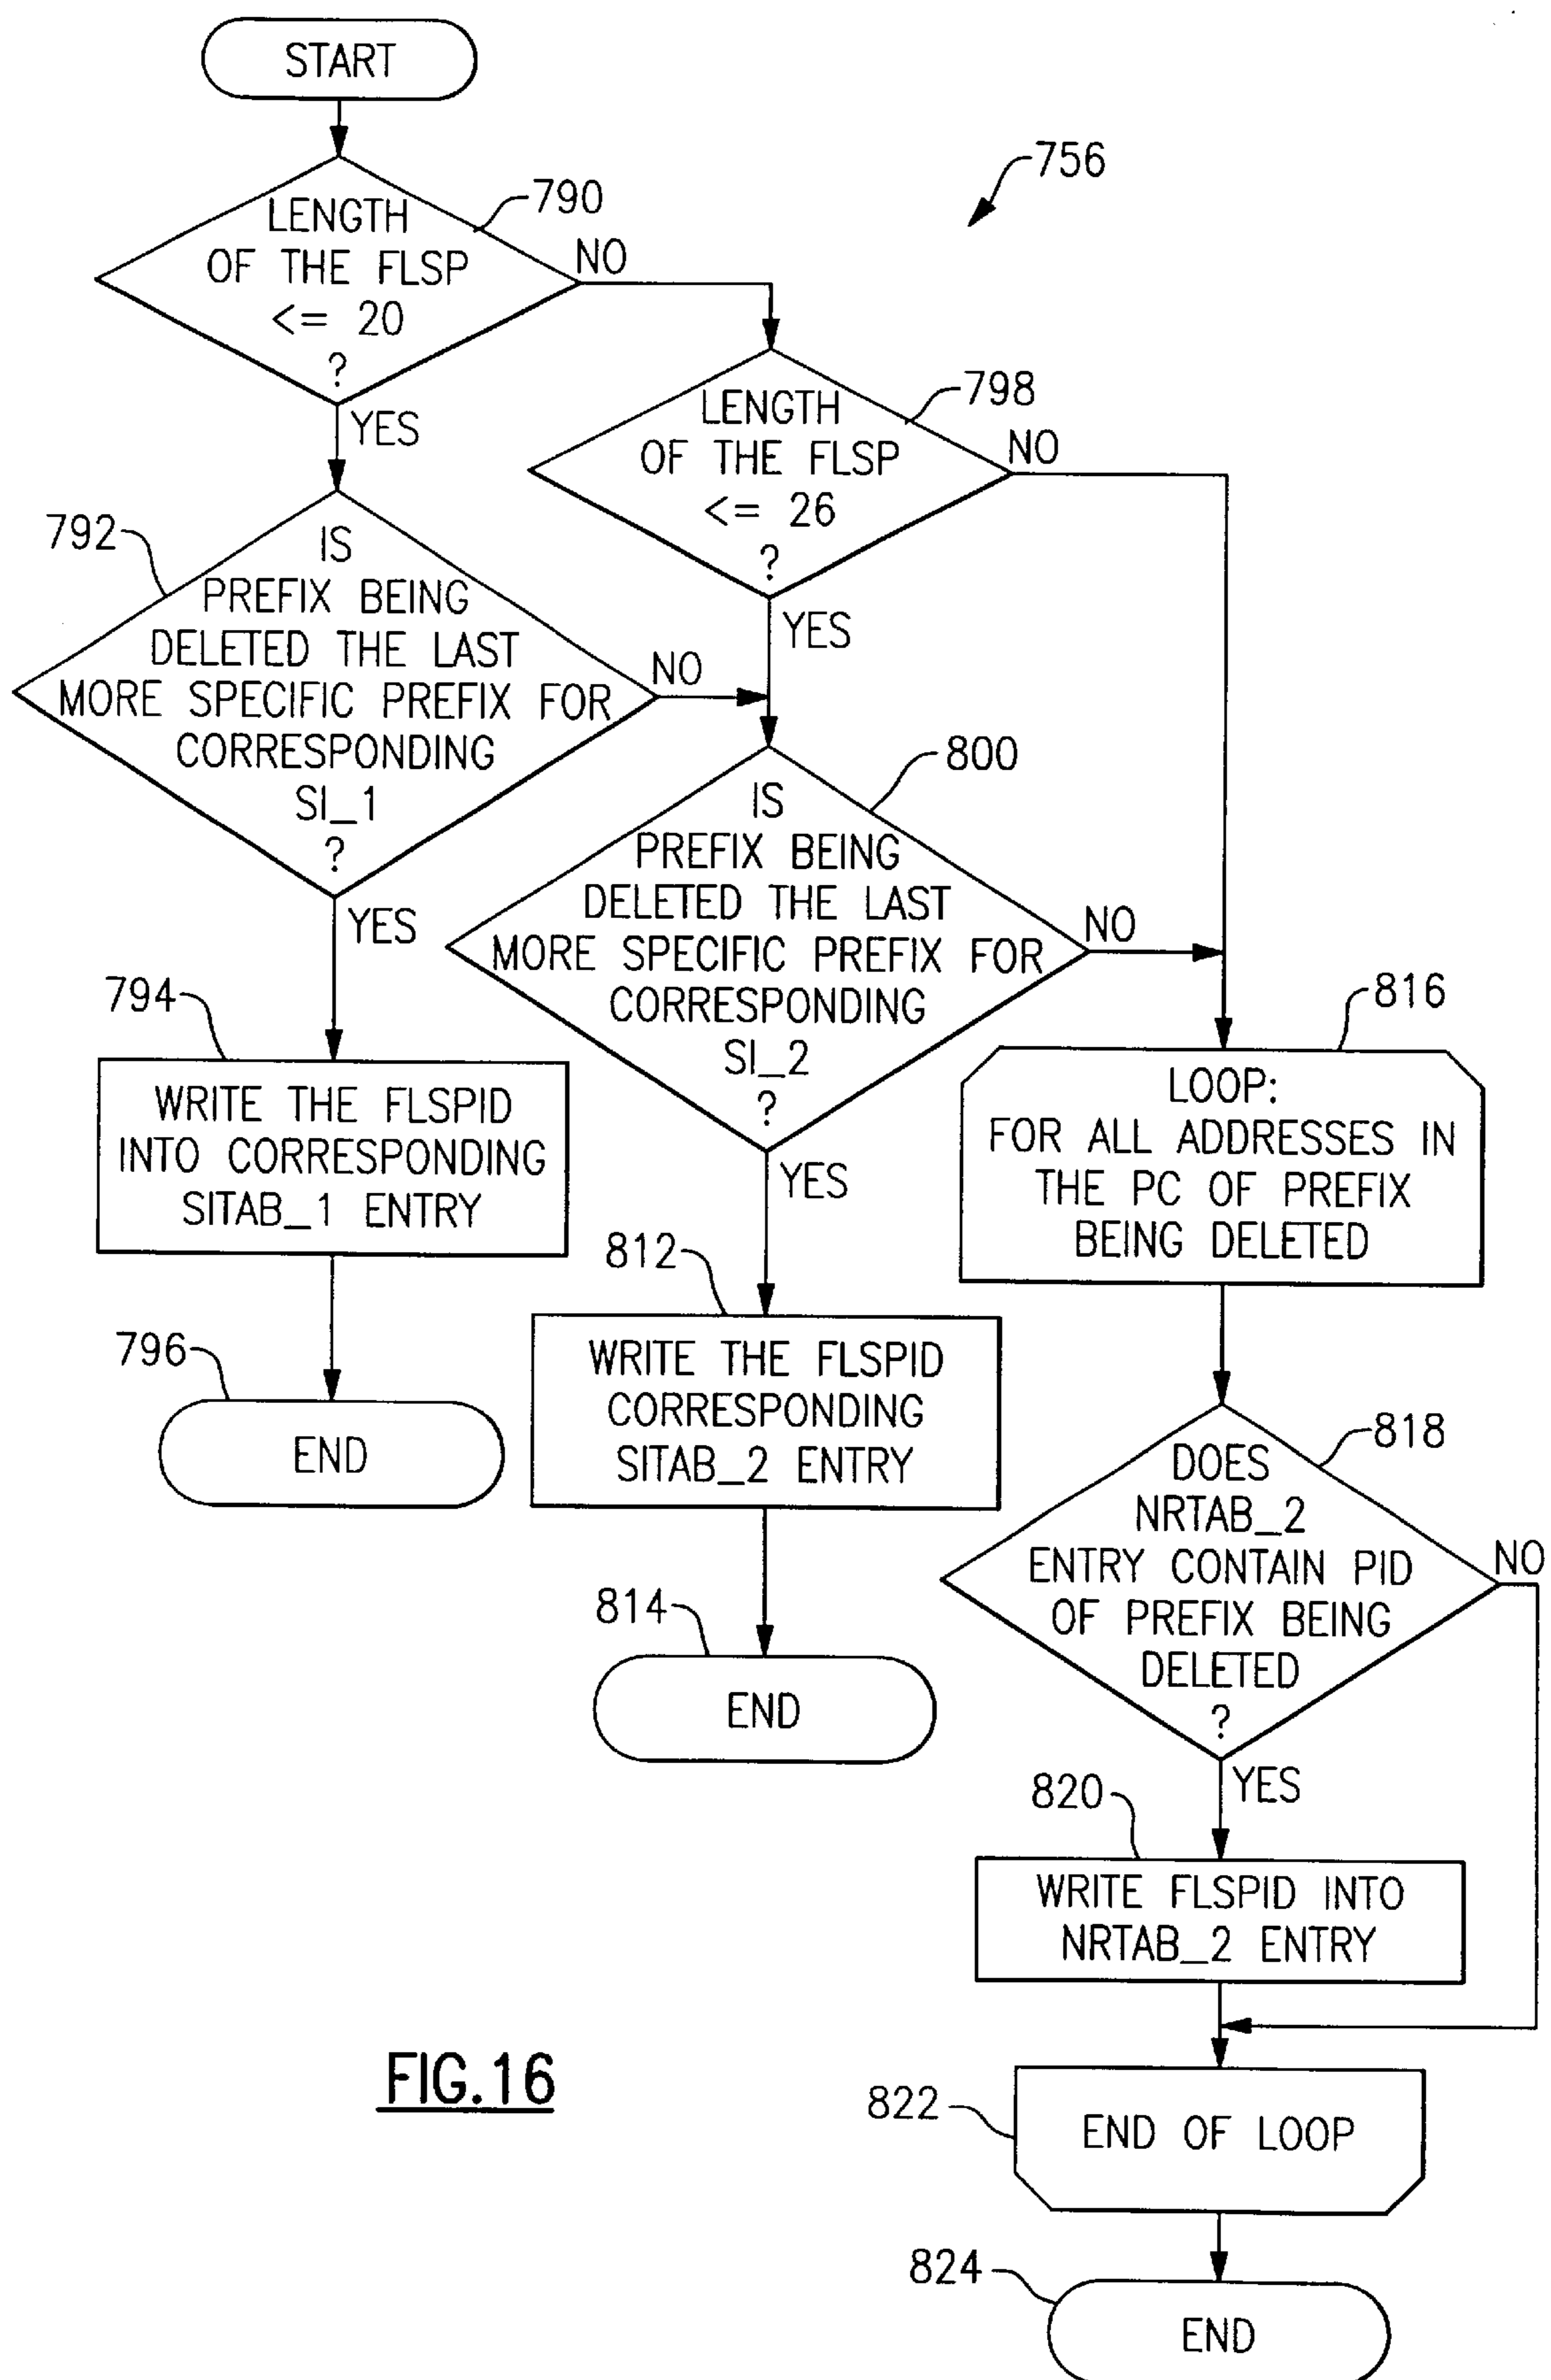 START
756
790
LENGTH
OF THE FLSP
<= 20
?
NO
YES
798
LENGTH
OF THE FLSP
<= 26
?
NO
YES
792
IS
PREFIX BEING
DELETED THE LAST
MORE SPECIFIC PREFIX FOR
CORRESPONDING
SI_1
?
NO
YES
800
IS
PREFIX BEING
DELETED THE LAST
MORE SPECIFIC PREFIX FOR
CORRESPONDING
SI_2
?
NO
YES
794
WRITE THE FLSPID
INTO CORRESPONDING
SITAB_1 ENTRY
796
END
812
WRITE THE FLSPID
CORRESPONDING
SITAB_2 ENTRY
814
END
816
LOOP:
FOR ALL ADDRESSES IN
THE PC OF PREFIX
BEING DELETED
818
DOES
NRTAB_2
ENTRY CONTAIN PID
OF PREFIX BEING
DELETED
?
NO
YES
820
WRITE FLSPID INTO
NRTAB_2 ENTRY
822
END OF LOOP
824
END
FIG.16